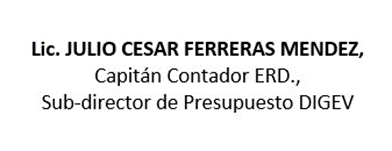 Lic. JULIO CESAR FERRERAS MENDEZ,
Capitán Contador ERD.,
Sub-director de Presupuesto DIGEV